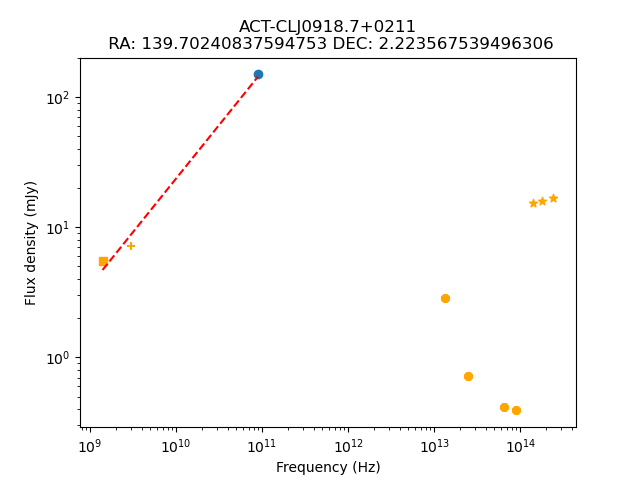 ACT-CLJ0918.7+0211
RA: 139.70240837594753 DEC: 2.223567539496306
Flux density (mJy)
10²
10¹
10⁰
10⁹ 10¹⁰ 10¹¹ 10¹² 10¹³ 10¹⁴
Frequency (Hz)